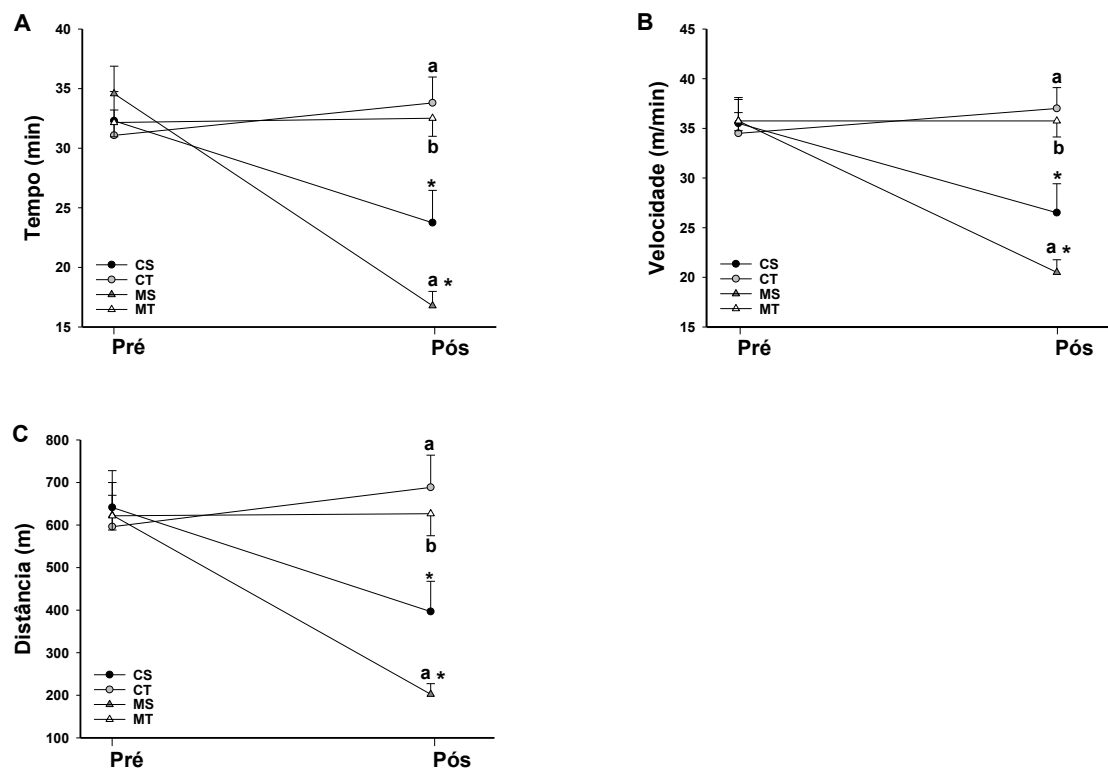 A
Tempo (min)
40
35
30
25
20
15
a
b
*
a *
CS
CT
MS
MT
Pré
Pós
B
Velocidade (m/min)
45
40
35
30
25
20
15
a
b
*
a *
CS
CT
MS
MT
Pré
Pós
C
Distância (m)
800
700
600
500
400
300
200
100
a
b
*
a *
CS
CT
MS
MT
Pré
Pós